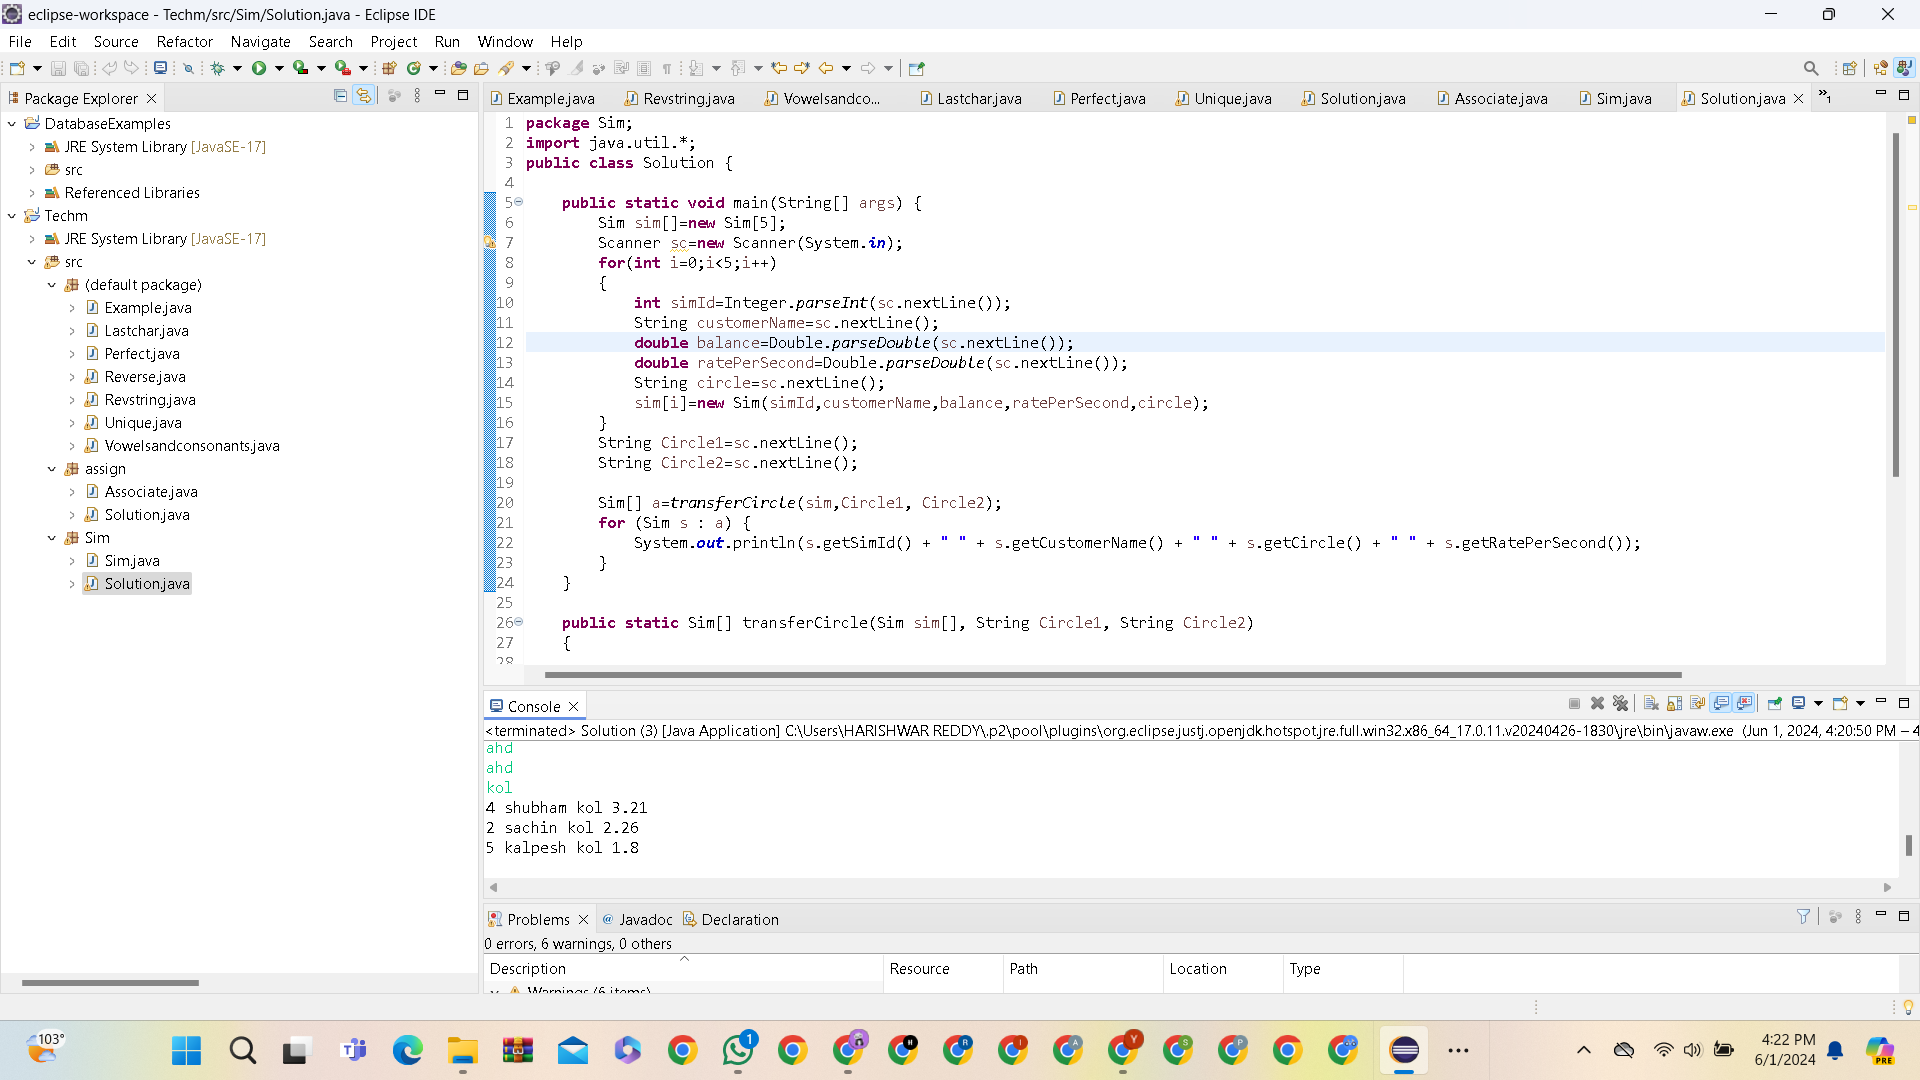 eclipse-workspace - Techm/src/Sim/Solution.java - Eclipse IDE
File Edit Source Refactor Navigate Search Project Run Window Help
Package Explorer
DatabaseExamples
JRE System Library [JavaSE-17]
src
Referenced Libraries
Techm
JRE System Library [JavaSE-17]
src
(default package)
Example.java
Lastchar.java
Perfect.java
Reverse.java
Revstring.java
Unique.java
Vowelsandconsonants.java
assign
Associate.java
Solution.java
Sim
Sim.java
Solution.java
Example.java Revstring.java Vowelsandco... Lastchar.java Perfect.java Unique.java Solution.java Associate.java Sim.java Solution.java »1
1 package Sim;
2 import java.util.*;
3 public class Solution {
4
5 public static void main(String[] args) {
6 Sim sim[]=new Sim[5];
7 Scanner sc=new Scanner(System.in);
8 for(int i=0;i<5;i++)
9 {
10 int simId=Integer.parseInt(sc.nextLine());
11 String customerName=sc.nextLine();
12 double balance=Double.parseDouble(sc.nextLine());
13 double ratePerSecond=Double.parseDouble(sc.nextLine());
14 String circle=sc.nextLine();
15 sim[i]=new Sim(simId,customerName,balance,ratePerSecond,circle);
16 }
17 String Circle1=sc.nextLine();
18 String Circle2=sc.nextLine();
19
20 Sim[] a=transferCircle(sim,Circle1, Circle2);
21 for (Sim s : a) {
22 System.out.println(s.getSimId() + " " + s.getCustomerName() + " " + s.getCircle() + " " + s.getRatePerSecond());
23 }
24 }
25
26 public static Sim[] transferCircle(Sim sim[], String Circle1, String Circle2)
27 {
28
Console
<terminated> Solution (3) [Java Application] C:\Users\HARISHWAR REDDY\.p2\pool\plugins\org.eclipse.justj.openjdk.hotspot.jre.full.win32.x86_64_17.0.11.v20240426-1830\jre\bin\javaw.exe (Jun 1, 2024, 4:20:50 PM – 4
ahd
ahd
kol
4 shubham kol 3.21
2 sachin kol 2.26
5 kalpesh kol 1.8
Problems Javadoc Declaration
0 errors, 6 warnings, 0 others
Description Resource Path Location Type
Warnings (6 items)
103°
1
H R I A Y S P
4:22 PM
6/1/2024
PRE